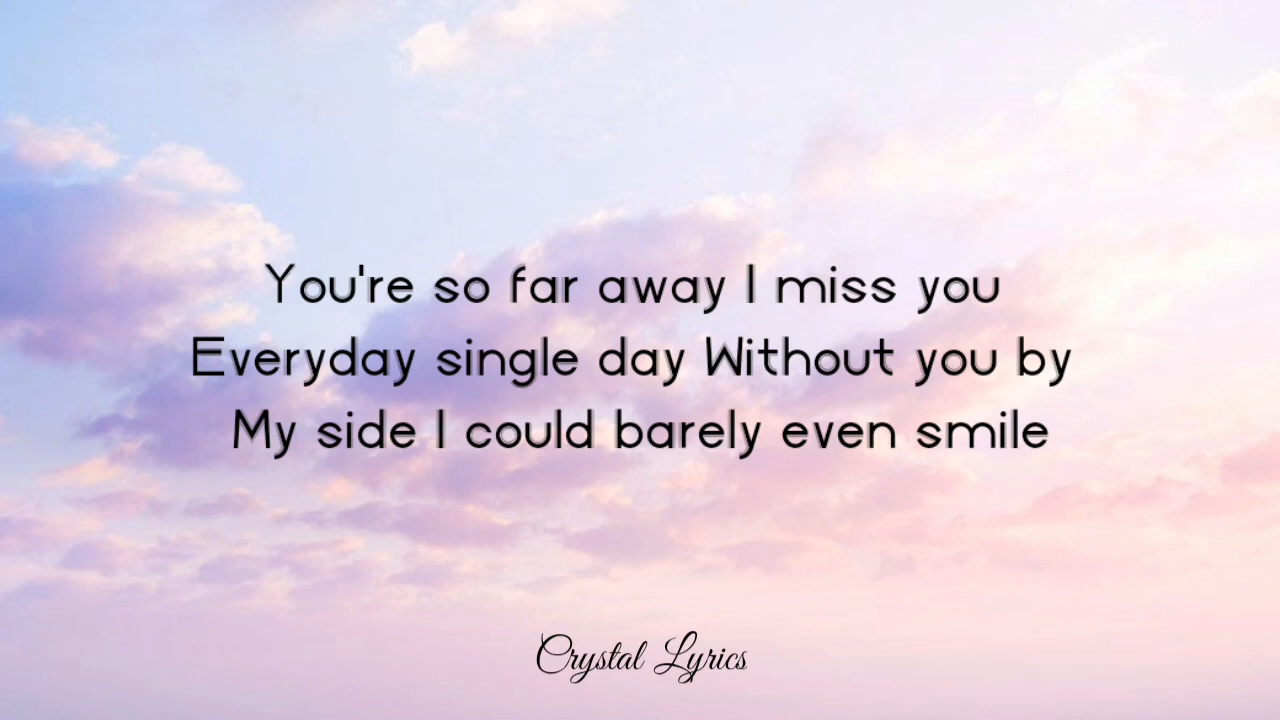 You're so far away I miss you
Everyday single day Without you by
My side I could barely even smile
Crystal Lyrics